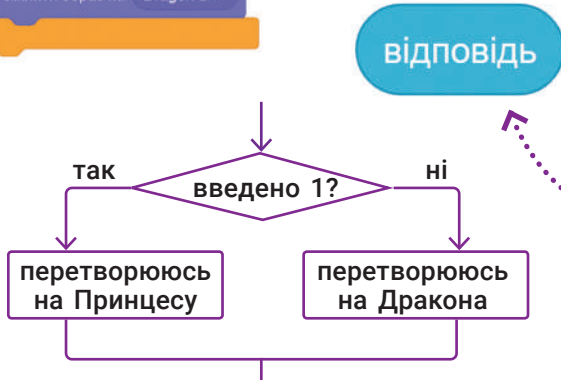 відповідь
так
введено 1?
ні
перетворююсь
на Принцесу
перетворююсь
на Дракона